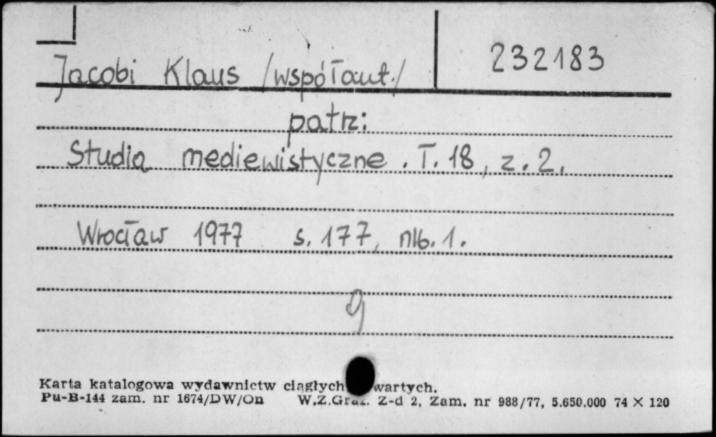 232183
Jacobi Klaus /współaut./
patrz:
Studia mediewistyczne. T. 18, z. 2.
Wrocław 1977 s. 177, nlb. 1.
9
Karta katalogowa wydawnictw ciągłych wartych.
Pu-B-144 zam. nr 1674/DW/On W.Z.Graf. Z-d 2, Zam. nr 988/77, 5.650.000 74 × 120